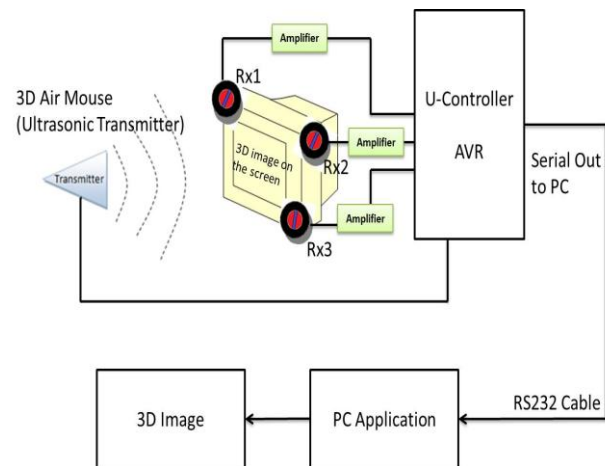 Amplifier
Rx1
3D Air Mouse
(Ultrasonic Transmitter)
Transmitter
3D image on
the screen
Rx2
Amplifier
Amplifier
Rx3
U-Controller
AVR
Serial Out
to PC
RS232 Cable
PC Application
3D Image